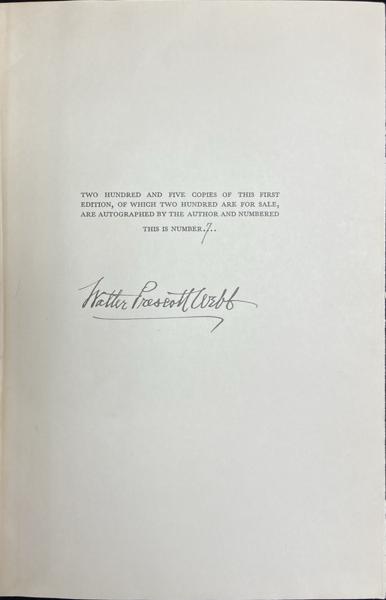 TWO HUNDRED AND FIVE COPIES OF THIS FIRST
EDITION, OF WHICH TWO HUNDRED ARE FOR SALE,
ARE AUTOGRAPHED BY THE AUTHOR AND NUMBERED
THIS IS NUMBER.7..
Walter Prescott Webb